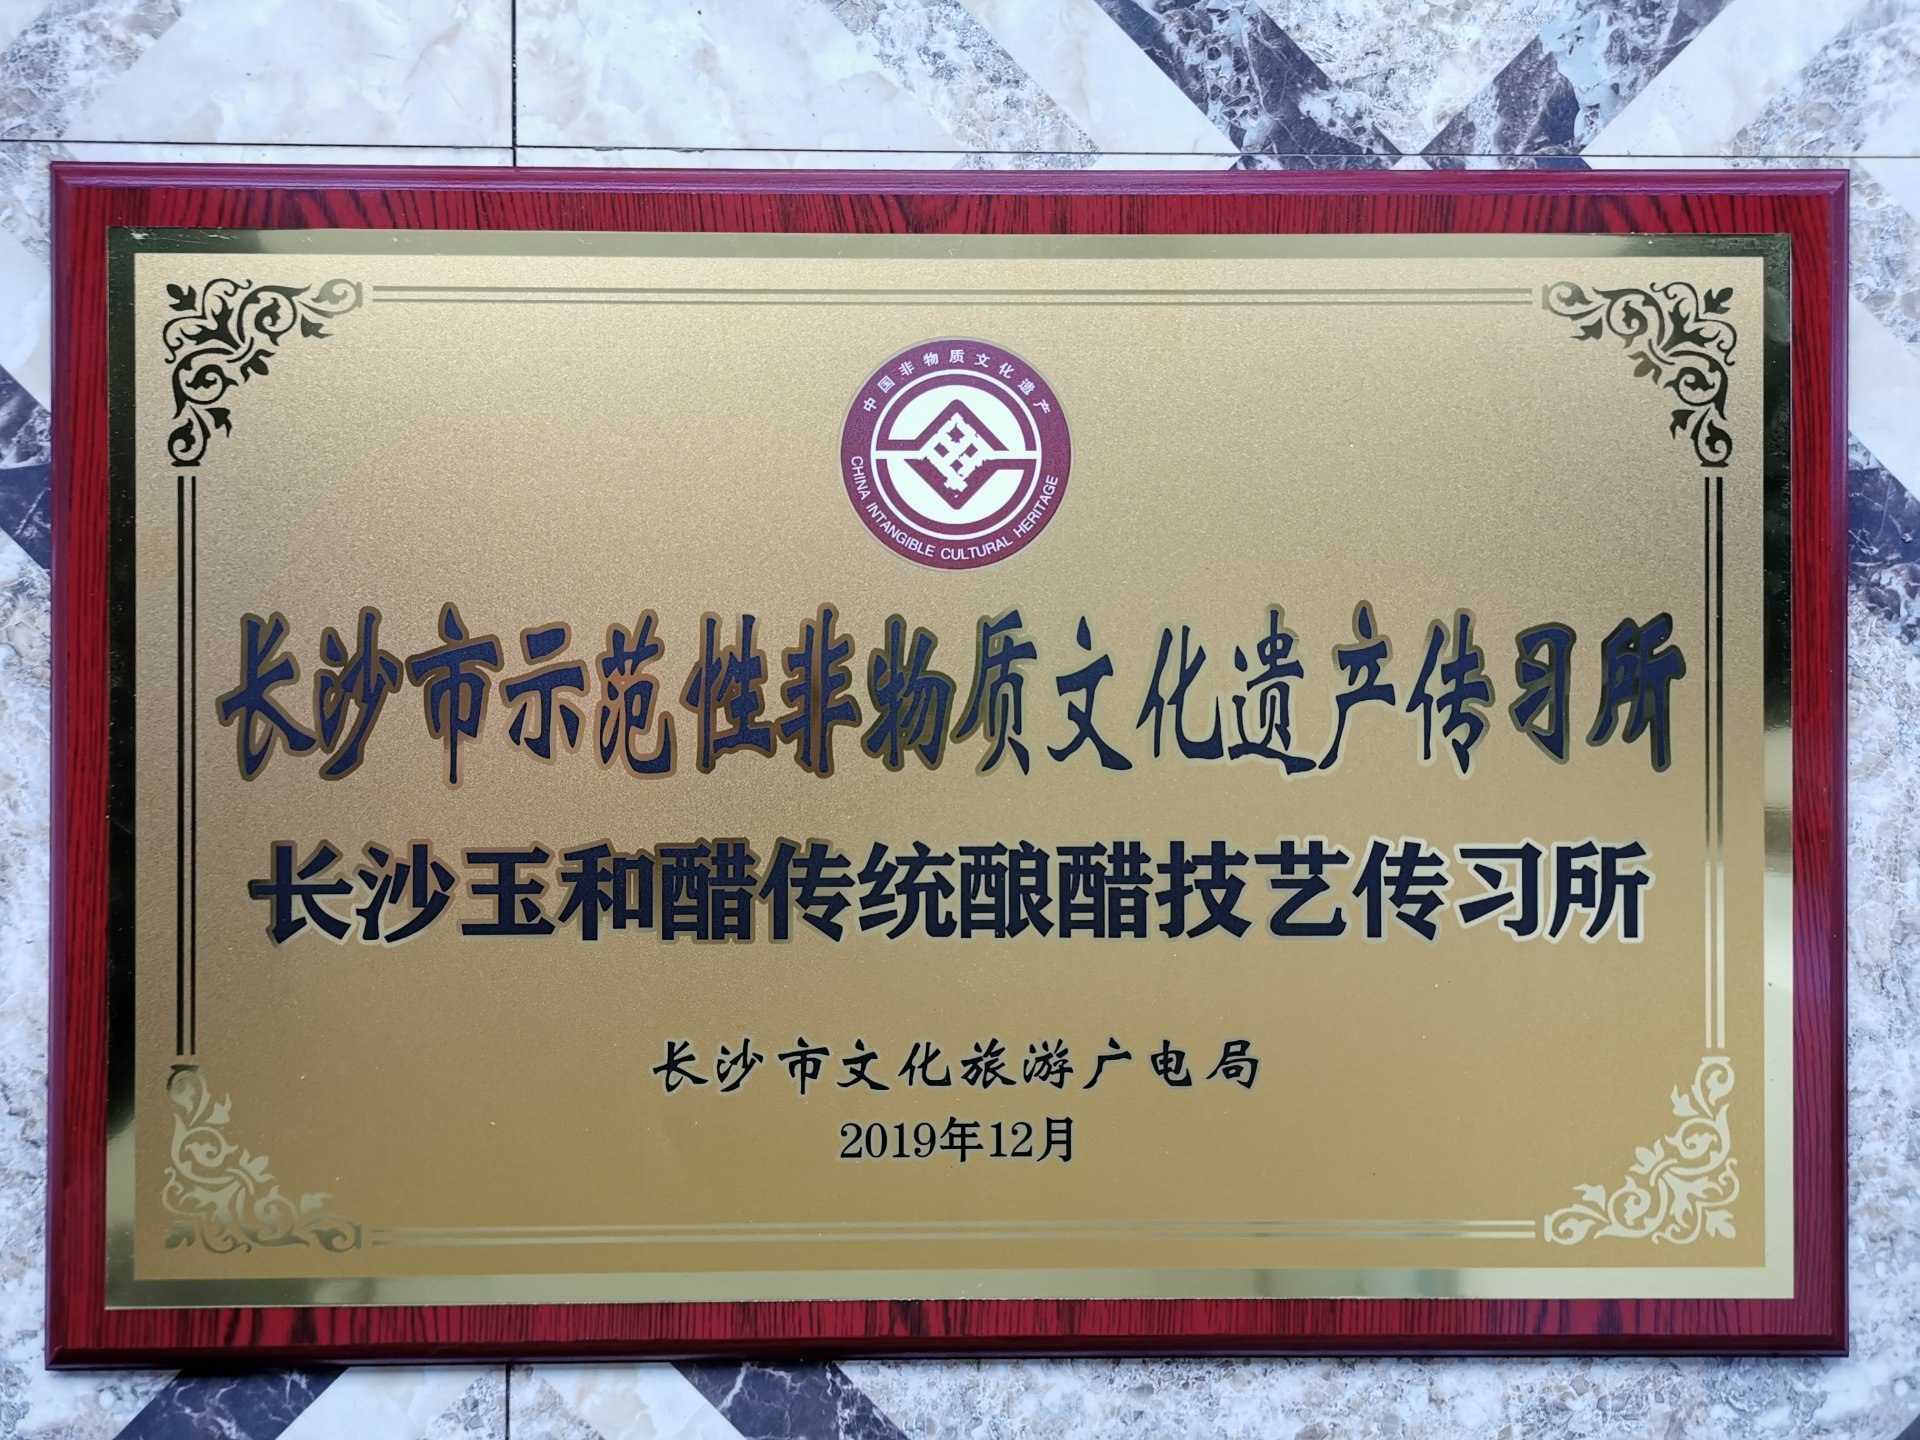 中国非物质文化遗产
CHINA INTANGIBLE CULTURAL HERITAGE
长沙市示范性非物质文化遗产传习所
长沙玉和醋传统酿醋技艺传习所
长沙市文化旅游广电局
2019年12月